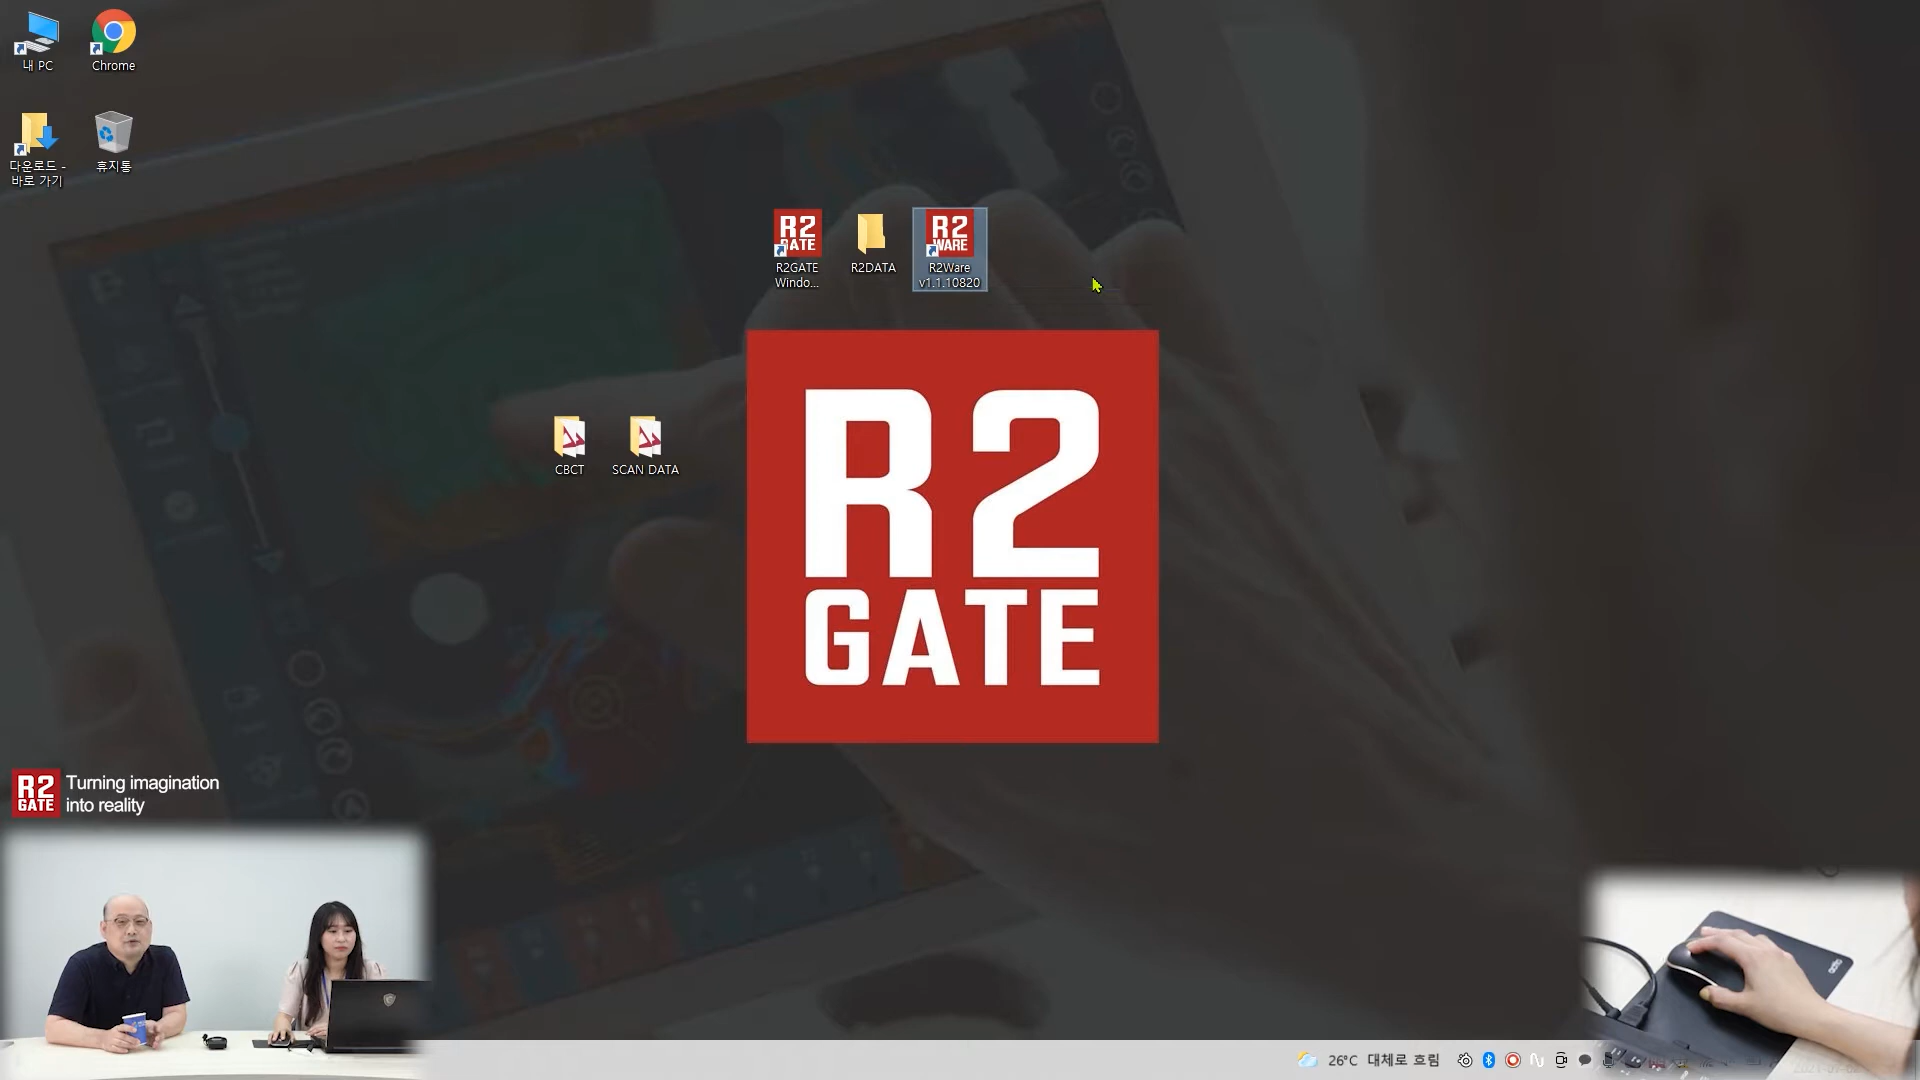 내 PC
Chrome
다운로드 -
바로 가기
휴지통
R2
GATE
R2GATE
Windo...
R2DATA
R2
WARE
R2Ware
v1.1.10820
CBCT
SCAN DATA
R2
GATE
R2
GATE
Turning imagination
into reality
26°C 대체로 흐림